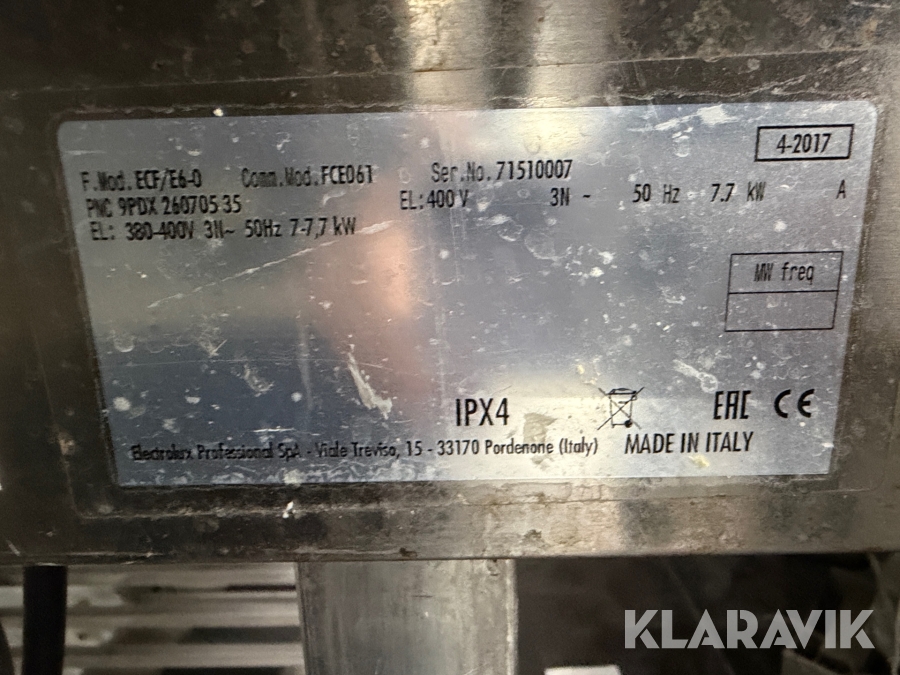 4-2017
F.Mod. ECF/E6-0 Comm.Mod. FCE061 Ser.No. 71510007
PNC 9PDX 260705 35 EL: 400 V 3N ~ 50 Hz 7.7 kW A
EL: 380-400V 3N~ 50Hz 7-7,7 kW
MW freq
IPX4 EAC CE
Electrolux Professional SpA - Viale Treviso, 15 - 33170 Pordenone (Italy) MADE IN ITALY
KLARAVIK